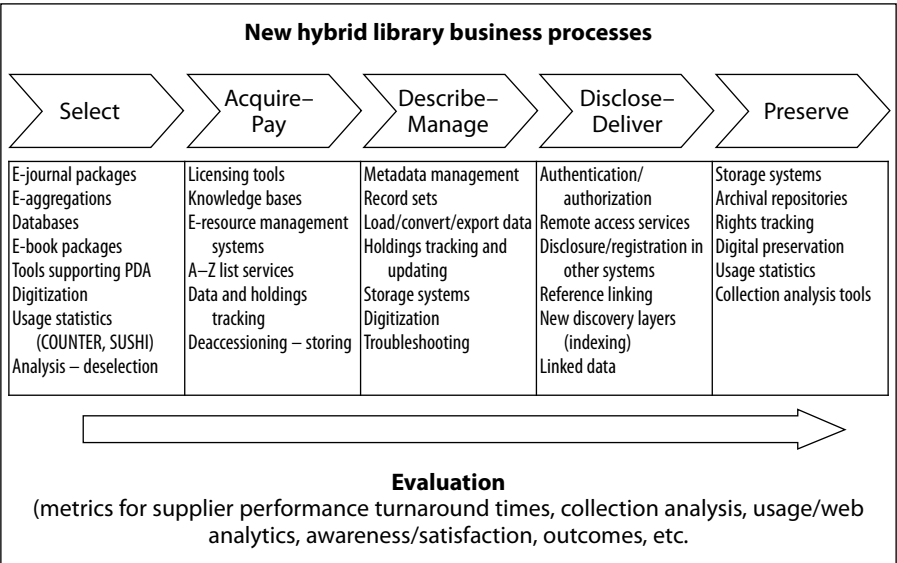 New hybrid library business processes
Select
Acquire–
Pay
Describe–
Manage
Disclose–
Deliver
Preserve
E-journal packages
E-aggregations
Databases
E-book packages
Tools supporting PDA
Digitization
Usage statistics
(COUNTER, SUSHI)
Analysis – deselection
Licensing tools
Knowledge bases
E-resource management
systems
A–Z list services
Data and holdings
tracking
Deaccessioning – storing
Metadata management
Record sets
Load/convert/export data
Holdings tracking and
updating
Storage systems
Digitization
Troubleshooting
Authentication/
authorization
Remote access services
Disclosure/registration in
other systems
Reference linking
New discovery layers
(indexing)
Linked data
Storage systems
Archival repositories
Rights tracking
Digital preservation
Usage statistics
Collection analysis tools
Evaluation
(metrics for supplier performance turnaround times, collection analysis, usage/web
analytics, awareness/satisfaction, outcomes, etc.